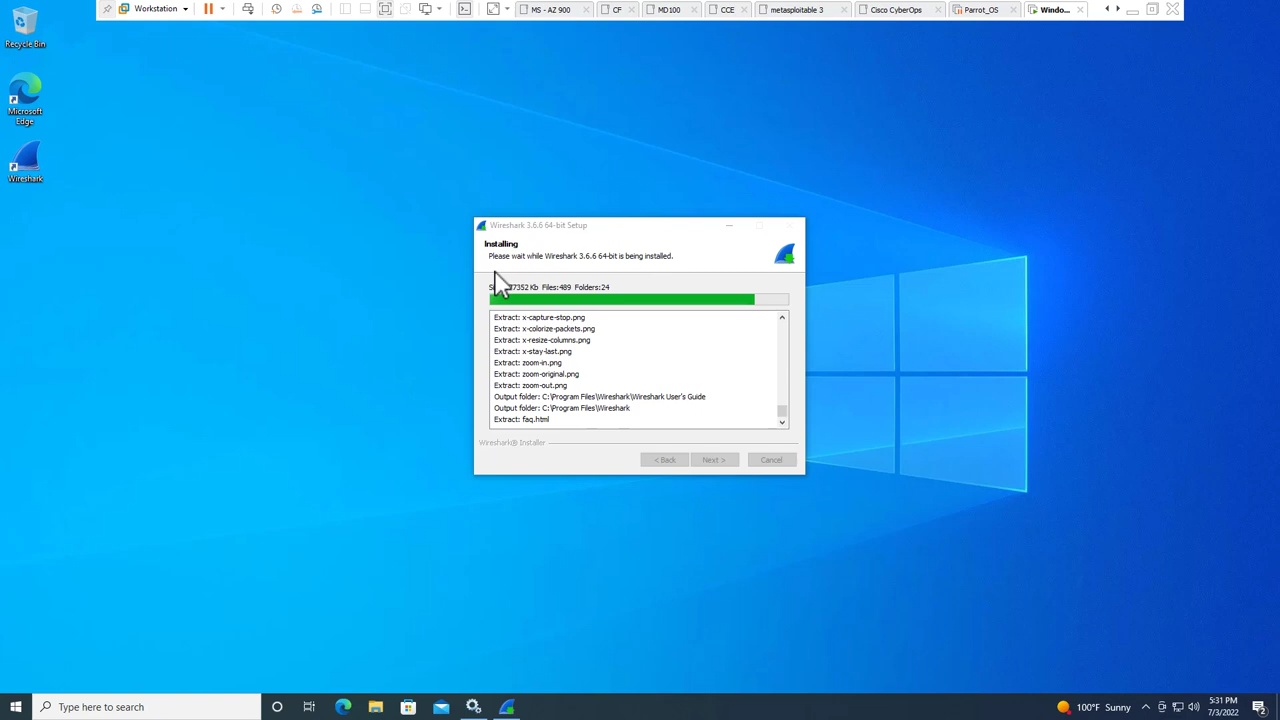 Workstation
MS - AZ 900
CF
MD100
CCE
metasploitable 3
Cisco CyberOps
Parrot_OS
Windo...
Recycle Bin
Microsoft
Edge
Wireshark
Wireshark 3.6.6 64-bit Setup
Installing
Please wait while Wireshark 3.6.6 64-bit is being installed.
7352 Kb Files:489 Folders:24
Extract: x-capture-stop.png
Extract: x-colorize-packets.png
Extract: x-resize-columns.png
Extract: x-stay-last.png
Extract: zoom-in.png
Extract: zoom-original.png
Extract: zoom-out.png
Output folder: C:\Program Files\Wireshark\Wireshark User's Guide
Output folder: C:\Program Files\Wireshark
Extract: faq.html
Wireshark® Installer
< Back
Next >
Cancel
Type here to search
100°F Sunny
5:31 PM
7/3/2022
2